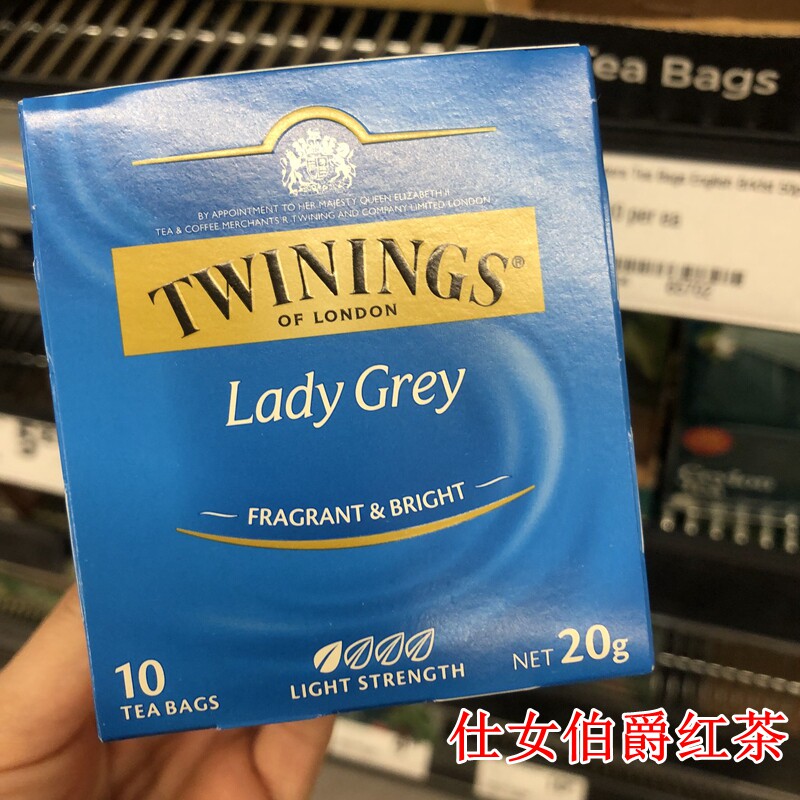 Tea Bags
BY APPOINTMENT TO HER MAJESTY QUEEN ELIZABETH II
TEA & COFFEE MERCHANTS R. TWINING AND COMPANY LIMITED LONDON
TWININGS®
OF LONDON
Lady Grey
FRAGRANT & BRIGHT
10
TEA BAGS
LIGHT STRENGTH
NET 20g
per ea
仕女伯爵红茶